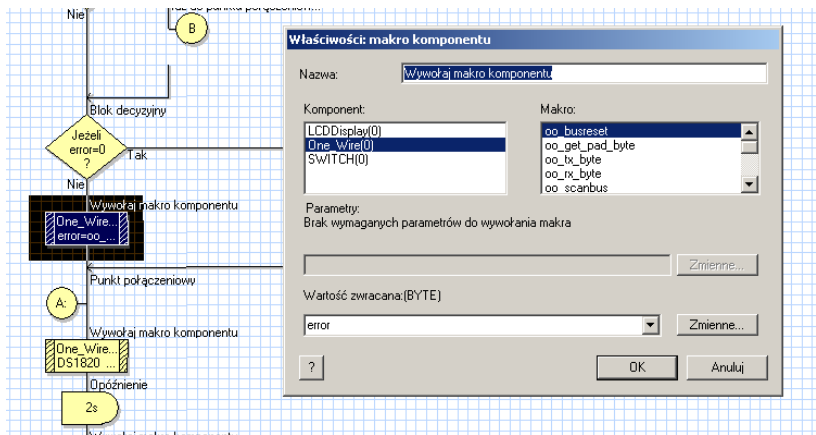 Nie
B
Blok decyzyjny
Jeżeli
error=0
?
Tak
Nie
Wywołaj makro komponentu
One_Wire...
error=oo_...
Punkt połączeniowy
A:
Wywołaj makro komponentu
One_Wire...
DS1820 ...
Opóźnienie
2s
Właściwości: makro komponentu
Nazwa:
Wywołaj makro komponentu
Komponent:
LCDDisplay(0)
One_Wire(0)
SWITCH(0)
Makro:
oo_busreset
oo_get_pad_byte
oo_tx_byte
oo_rx_byte
oo_scanbus
Parametry:
Brak wymaganych parametrów do wywołania makra
Zmienne...
Wartość zwracana:(BYTE)
error
Zmienne...
?
OK
Anuluj